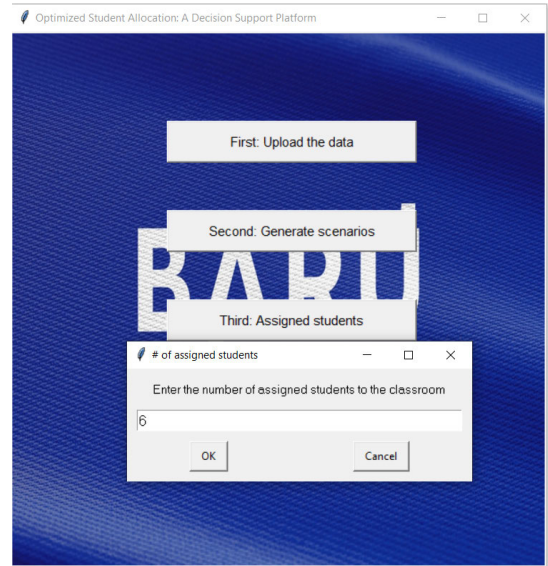 Optimized Student Allocation: A Decision Support Platform
First: Upload the data
Second: Generate scenarios
Third: Assigned students
# of assigned students
Enter the number of assigned students to the classroom
6
OK
Cancel